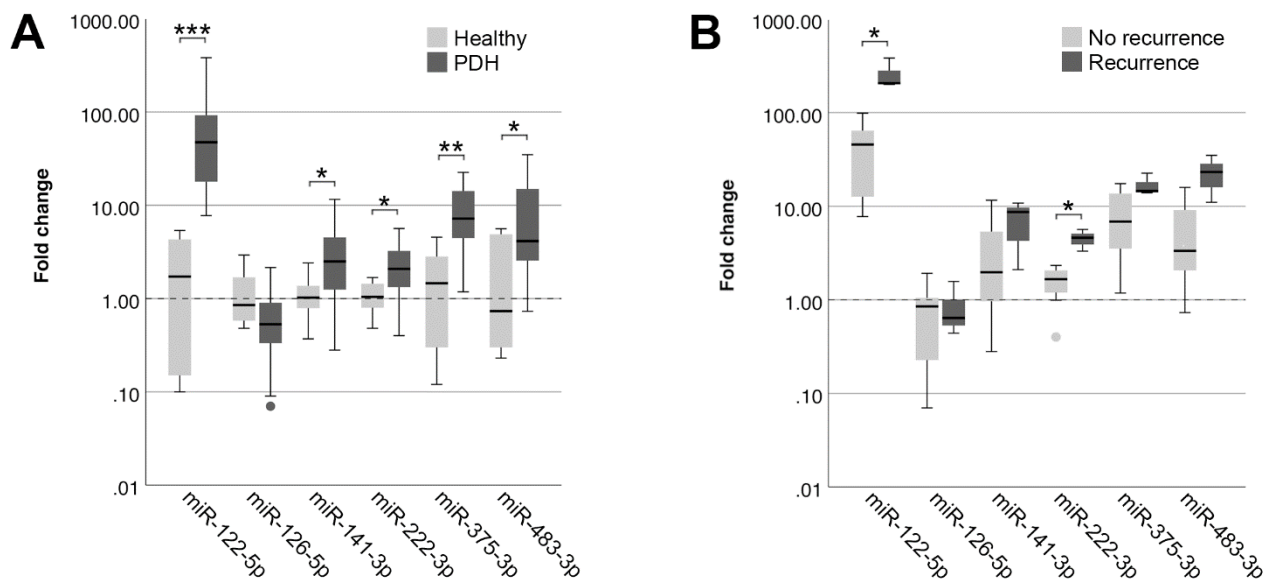 A
Fold change
1000.00
100.00
10.00
1.00
.10
.01
Healthy
PDH
***
*
*
**
*
miR-122-5p
miR-126-5p
miR-141-3p
miR-222-3p
miR-375-3p
miR-483-3p
B
Fold change
1000.00
100.00
10.00
1.00
.10
.01
No recurrence
Recurrence
*
*
miR-122-5p
miR-126-5p
miR-141-3p
miR-222-3p
miR-375-3p
miR-483-3p